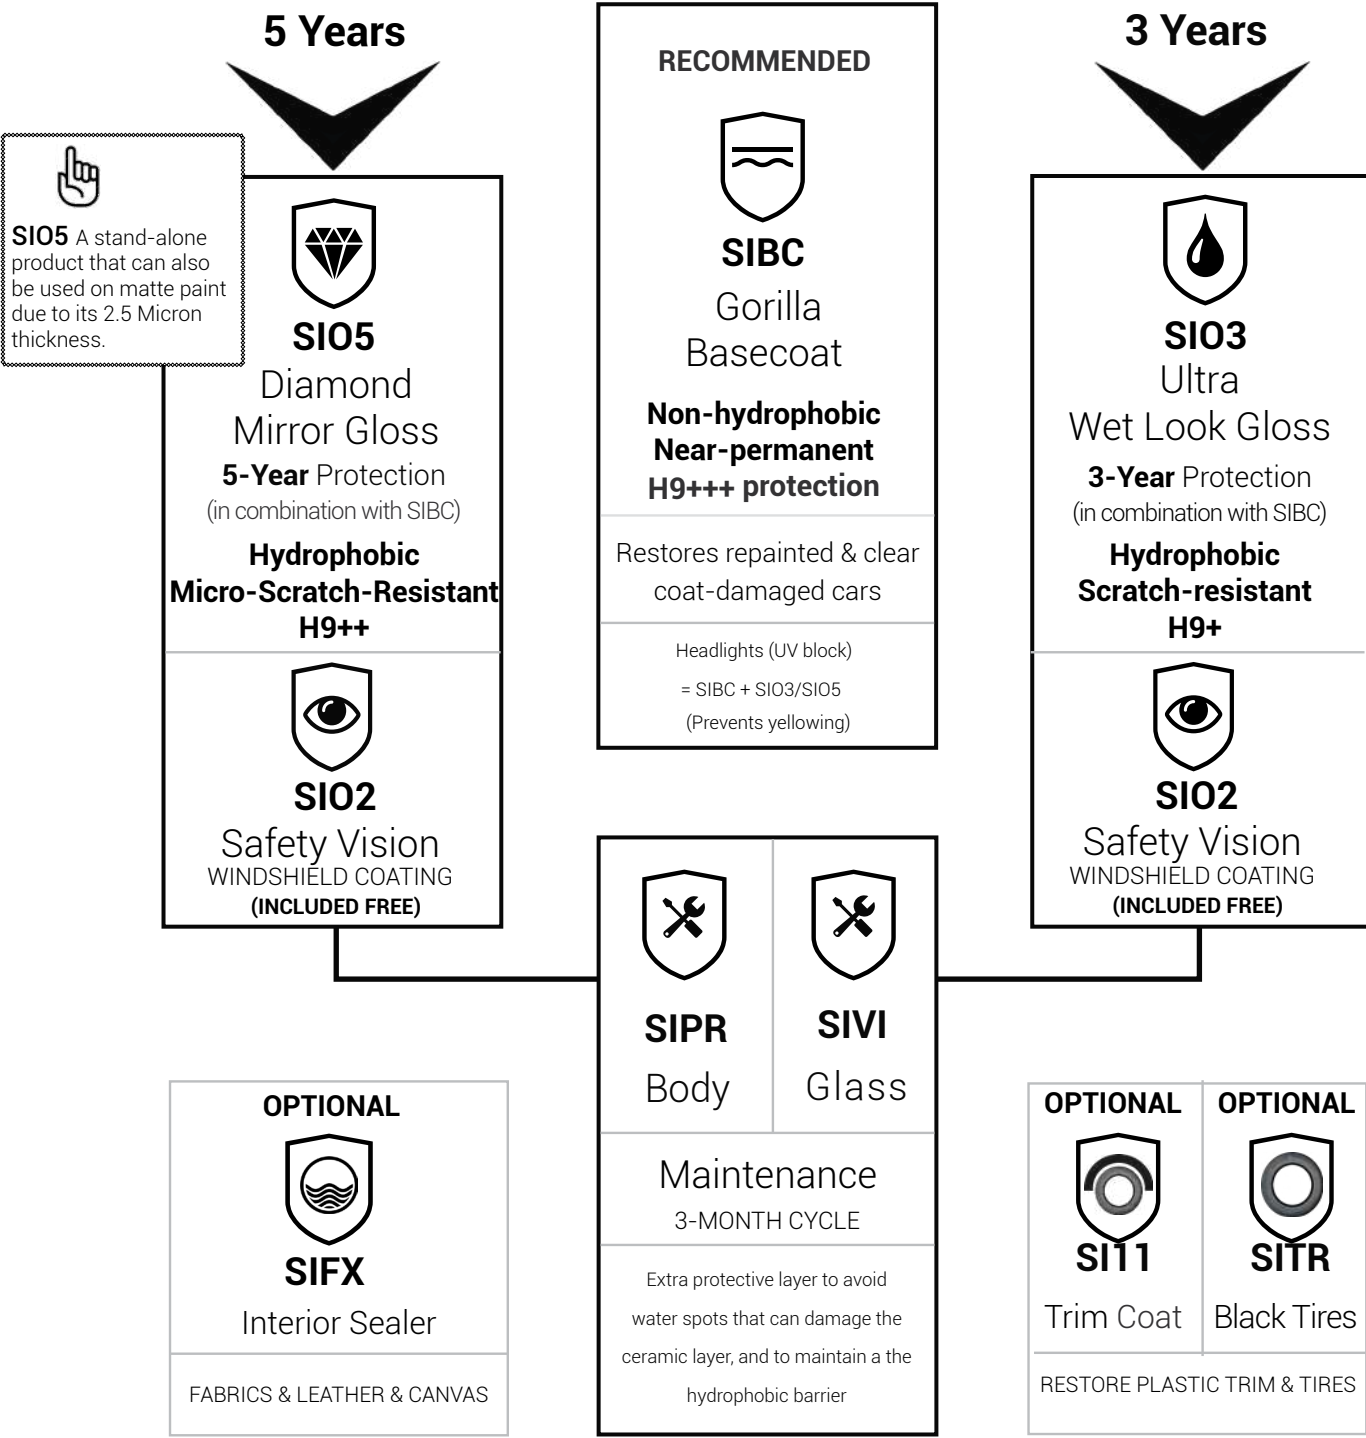 5 Years
SIO5 A stand-alone
product that can also
be used on matte paint
due to its 2.5 Micron
thickness.
SIO5
Diamond
Mirror Gloss
5-Year Protection
(in combination with SIBC)
Hydrophobic
Micro-Scratch-Resistant
H9++
SIO2
Safety Vision
WINDSHIELD COATING
(INCLUDED FREE)
RECOMMENDED
SIBC
Gorilla
Basecoat
Non-hydrophobic
Near-permanent
H9+++ protection
Restores repainted & clear
coat-damaged cars
Headlights (UV block)
= SIBC + SIO3/SIO5
(Prevents yellowing)
3 Years
SIO3
Ultra
Wet Look Gloss
3-Year Protection
(in combination with SIBC)
Hydrophobic
Scratch-resistant
H9+
SIO2
Safety Vision
WINDSHIELD COATING
(INCLUDED FREE)
SIPR
Body
SIVI
Glass
Maintenance
3-MONTH CYCLE
Extra protective layer to avoid
water spots that can damage the
ceramic layer, and to maintain a the
hydrophobic barrier
OPTIONAL
SIFX
Interior Sealer
FABRICS & LEATHER & CANVAS
OPTIONAL
SI11
Trim Coat
OPTIONAL
SITR
Black Tires
RESTORE PLASTIC TRIM & TIRES